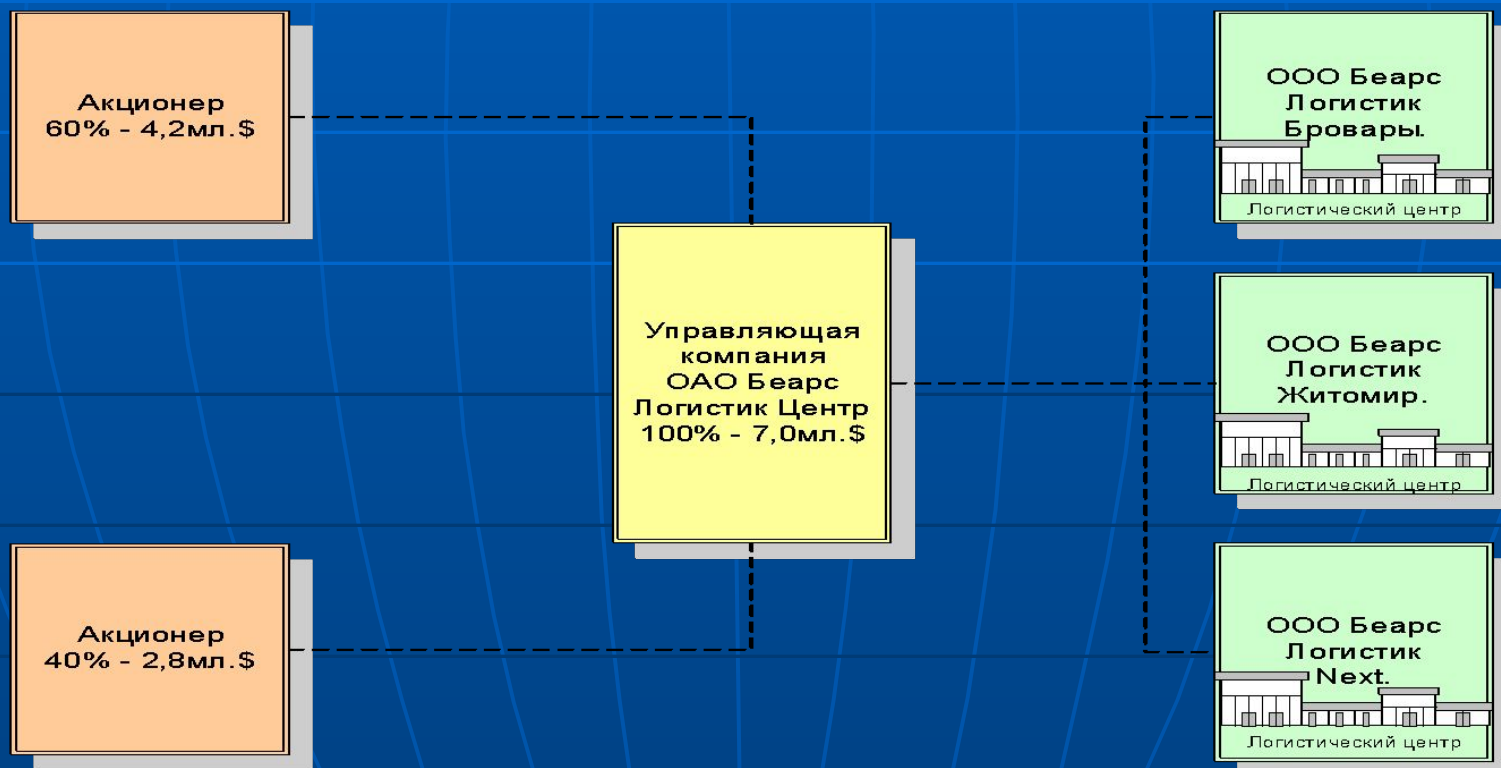 Акционер
60% - 4,2мл.$
Акционер
40% - 2,8мл.$
Управляющая
компания
ОАО Беарс
Логистик Центр
100% - 7,0мл.$
ООО Беарс
Логистик
Бровары.
Логистический центр
ООО Беарс
Логистик
Житомир.
Логистический центр
ООО Беарс
Логистик
Next.
Логистический центр